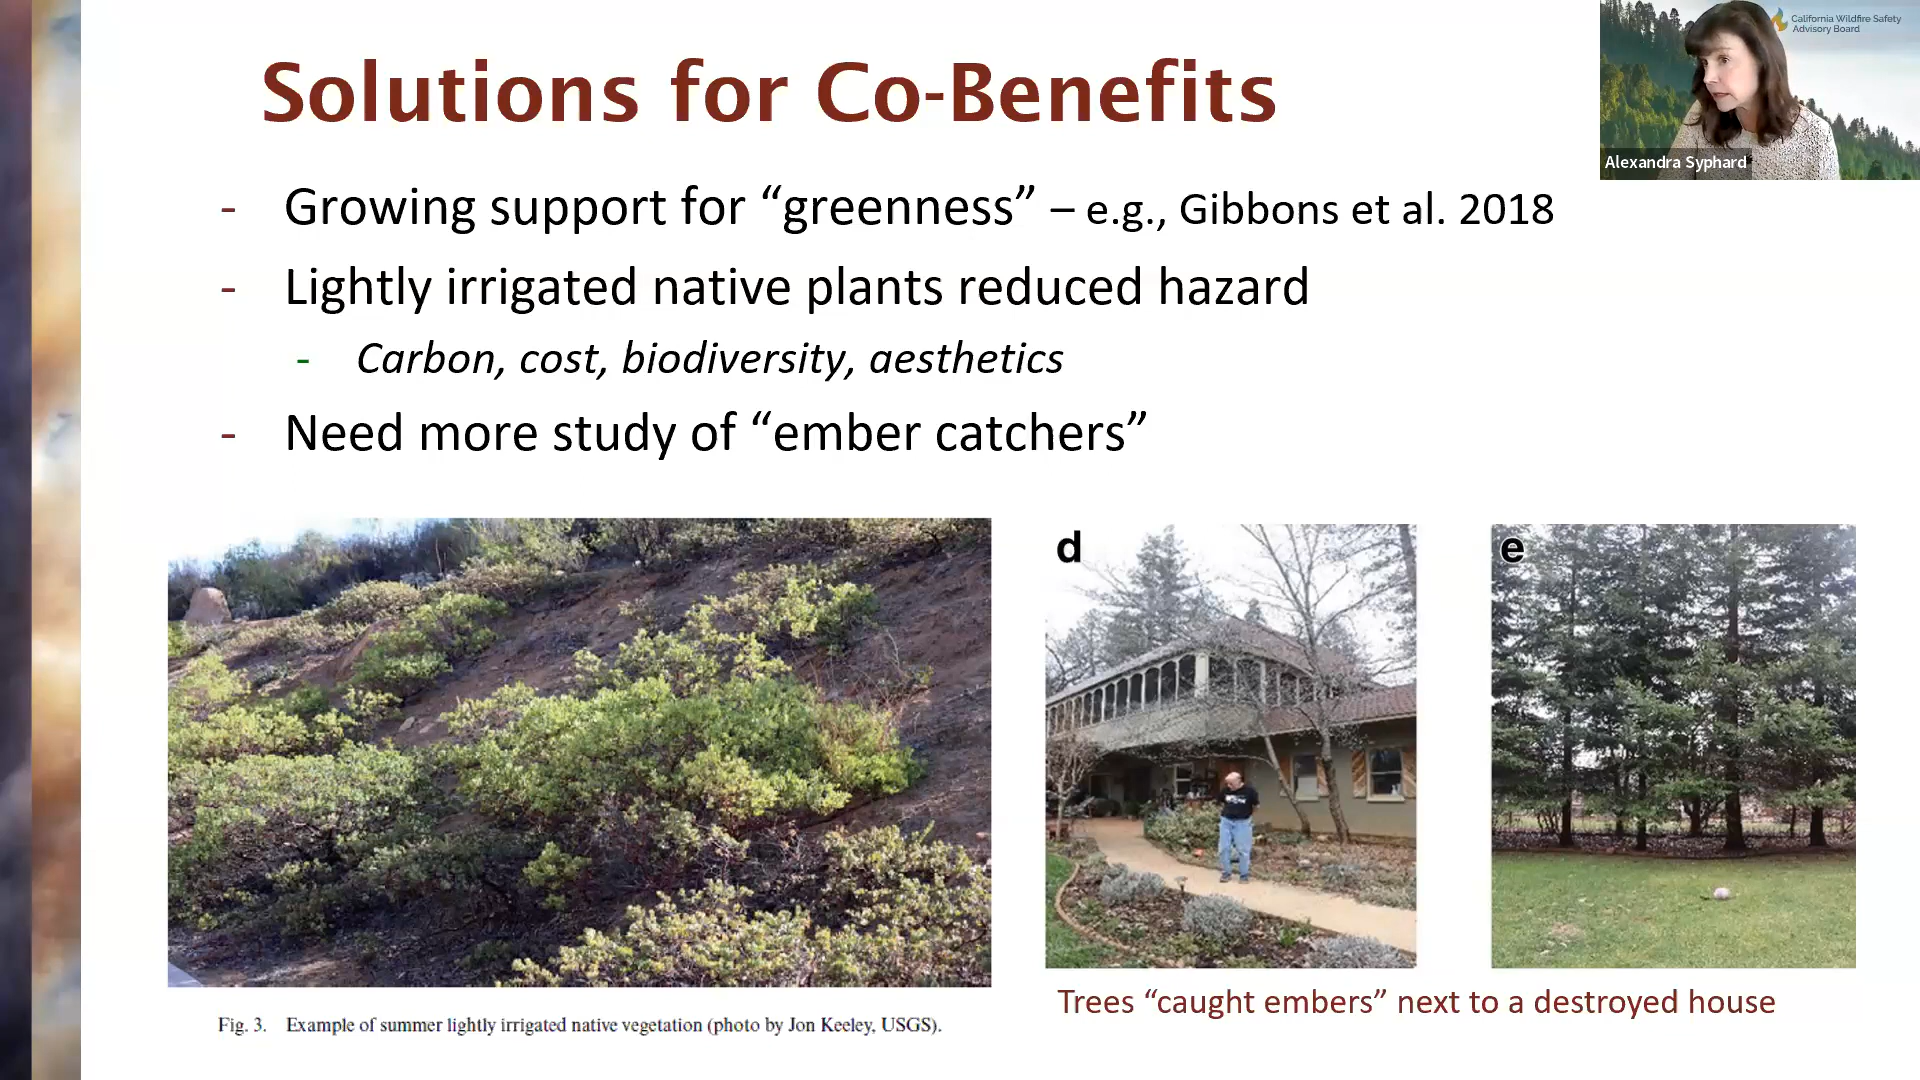 Solutions for Co-Benefits
California Wildfire Safety
Advisory Board
Alexandra Syphard
- Growing support for “greenness” – e.g., Gibbons et al. 2018
- Lightly irrigated native plants reduced hazard
- Carbon, cost, biodiversity, aesthetics
- Need more study of “ember catchers”
d
e
Trees “caught embers” next to a destroyed house
Fig. 3. Example of summer lightly irrigated native vegetation (photo by Jon Keeley, USGS).